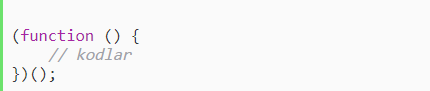 (function () {
    // kodlar
})();